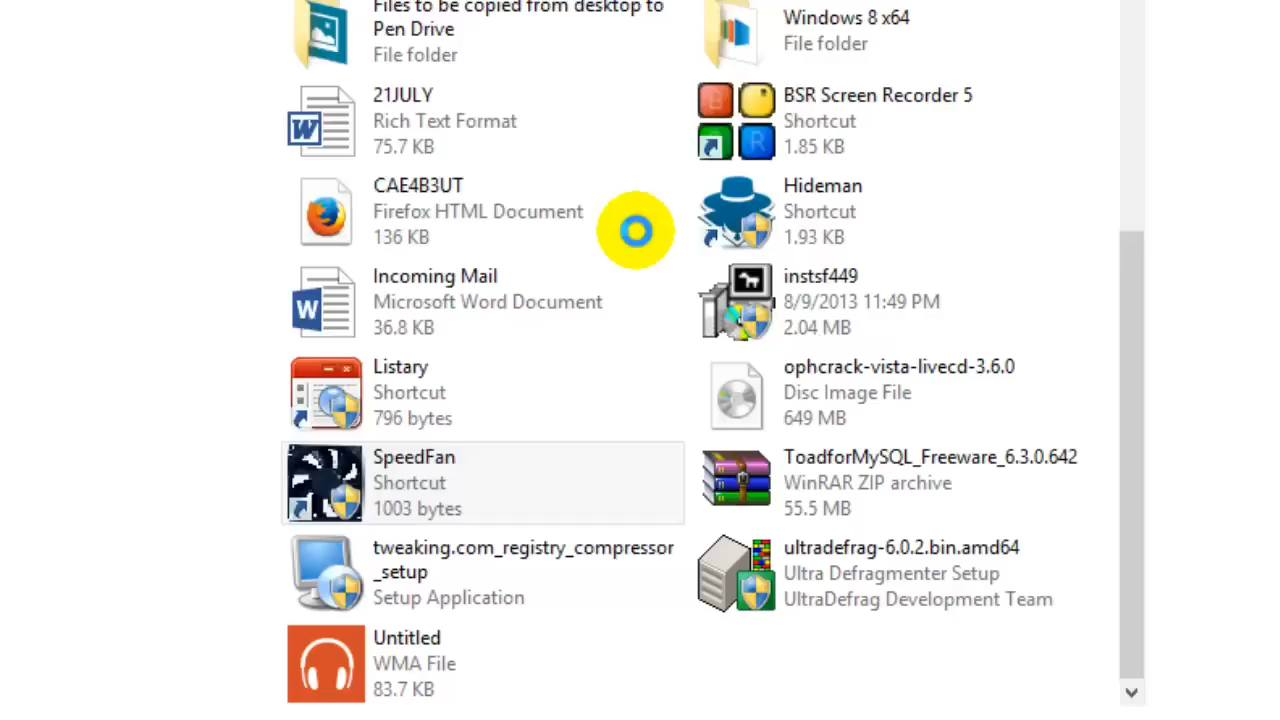 Files to be copied from desktop to
Pen Drive
File folder
Windows 8 x64
File folder
21JULY
Rich Text Format
75.7 KB
BSR Screen Recorder 5
Shortcut
1.85 KB
CAE4B3UT
Firefox HTML Document
136 KB
Hideman
Shortcut
1.93 KB
Incoming Mail
Microsoft Word Document
36.8 KB
instsf449
8/9/2013 11:49 PM
2.04 MB
Listary
Shortcut
796 bytes
ophcrack-vista-livecd-3.6.0
Disc Image File
649 MB
SpeedFan
Shortcut
1003 bytes
ToadforMySQL_Freeware_6.3.0.642
WinRAR ZIP archive
55.5 MB
tweaking.com_registry_compressor
_setup
Setup Application
ultradefrag-6.0.2.bin.amd64
Ultra Defragmenter Setup
UltraDefrag Development Team
Untitled
WMA File
83.7 KB